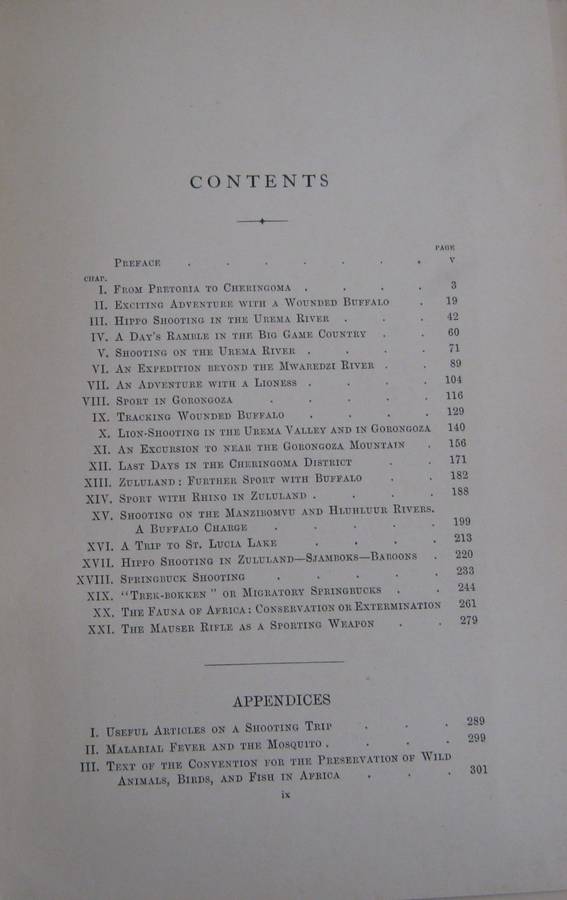 CONTENTS
PAGE
PREFACE . . . . . . . v
CHAP.
I. FROM PRETORIA TO CHERINGOMA . . . . 3
II. EXCITING ADVENTURE WITH A WOUNDED BUFFALO . 19
III. HIPPO SHOOTING IN THE UREMA RIVER . . . 42
IV. A DAY'S RAMBLE IN THE BIG GAME COUNTRY . . 60
V. SHOOTING ON THE UREMA RIVER . . . . 71
VI. AN EXPEDITION BEYOND THE MWAREDZI RIVER . . 89
VII. AN ADVENTURE WITH A LIONESS . . . . 104
VIII. SPORT IN GORONGOZA . . . . . 116
IX. TRACKING WOUNDED BUFFALO . . . . 129
X. LION-SHOOTING IN THE UREMA VALLEY AND IN GORONGOZA 140
XI. AN EXCURSION TO NEAR THE GORONGOZA MOUNTAIN . 156
XII. LAST DAYS IN THE CHERINGOMA DISTRICT . . 171
XIII. ZULULAND: FURTHER SPORT WITH BUFFALO . . 182
XIV. SPORT WITH RHINO IN ZULULAND . . . . 188
XV. SHOOTING ON THE MANZIBOMVU AND HLUHLUUR RIVERS.
A BUFFALO CHARGE . . . . . 199
XVI. A TRIP TO ST. LUCIA LAKE . . . . 213
XVII. HIPPO SHOOTING IN ZULULAND—SJAMBOKS—BABOONS . 220
XVIII. SPRINGBUCK SHOOTING . . . . . 233
XIX. "TREK-BOKKEN" OR MIGRATORY SPRINGBUCKS . . 244
XX. THE FAUNA OF AFRICA: CONSERVATION OR EXTERMINATION 261
XXI. THE MAUSER RIFLE AS A SPORTING WEAPON . . 279
APPENDICES
I. USEFUL ARTICLES ON A SHOOTING TRIP . . . 289
II. MALARIAL FEVER AND THE MOSQUITO . . . . 299
III. TEXT OF THE CONVENTION FOR THE PRESERVATION OF WILD
ANIMALS, BIRDS, AND FISH IN AFRICA . . . 301
ix